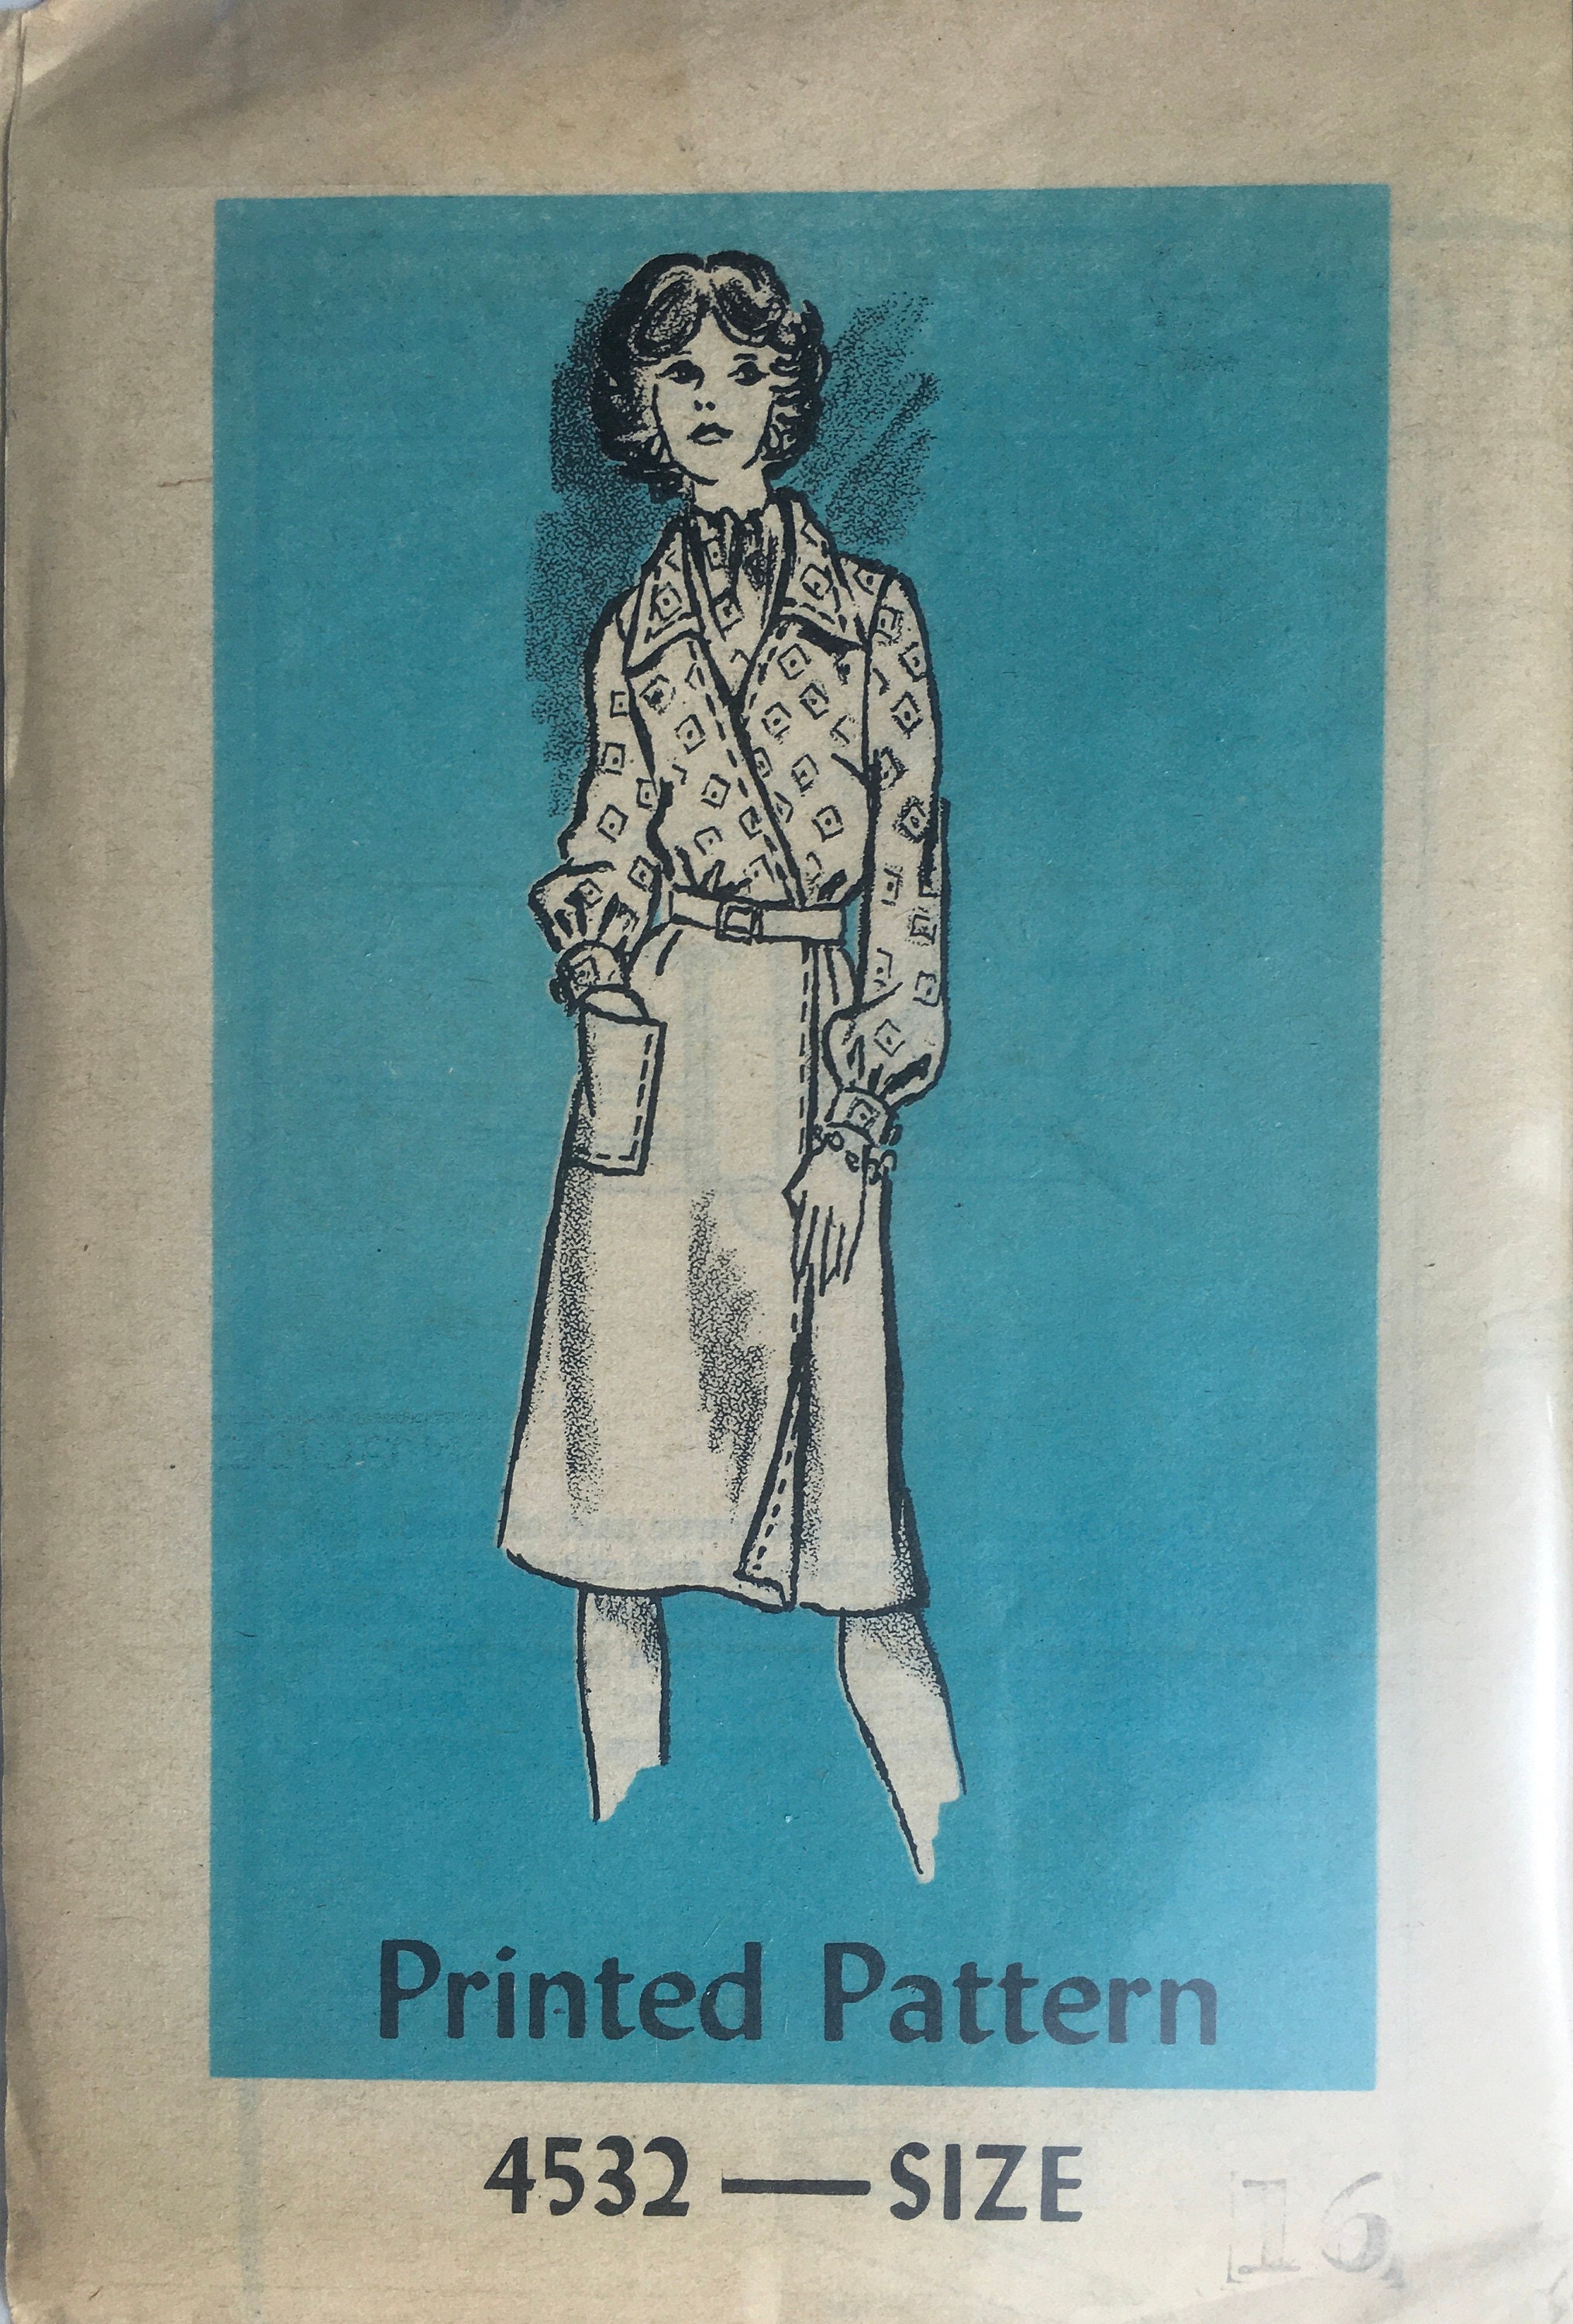 Printed Pattern
4532 — SIZE 16